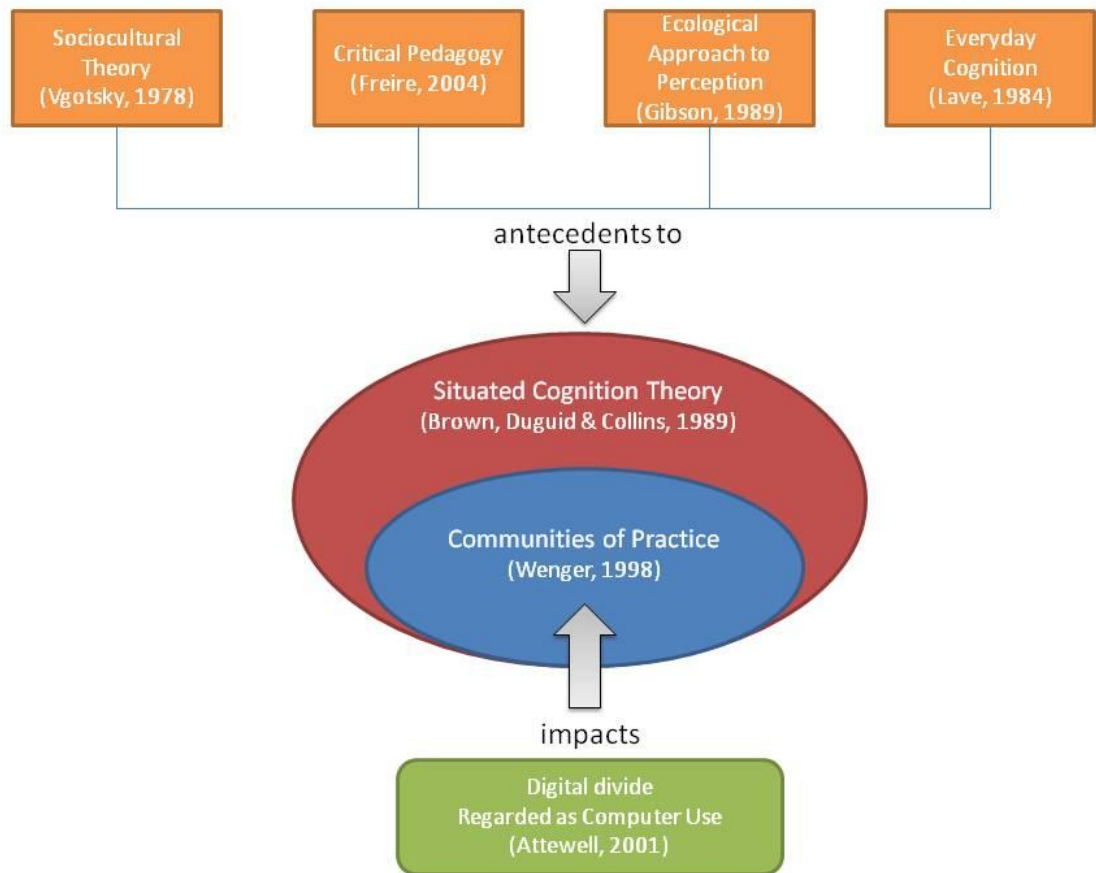 Sociocultural
Theory
(Vgotsky, 1978)
Critical Pedagogy
(Freire, 2004)
Ecological
Approach to
Perception
(Gibson, 1989)
Everyday
Cognition
(Lave, 1984)
antecedents to
Situated Cognition Theory
(Brown, Duguid & Collins, 1989)
Communities of Practice
(Wenger, 1998)
impacts
Digital divide
Regarded as Computer Use
(Attewell, 2001)